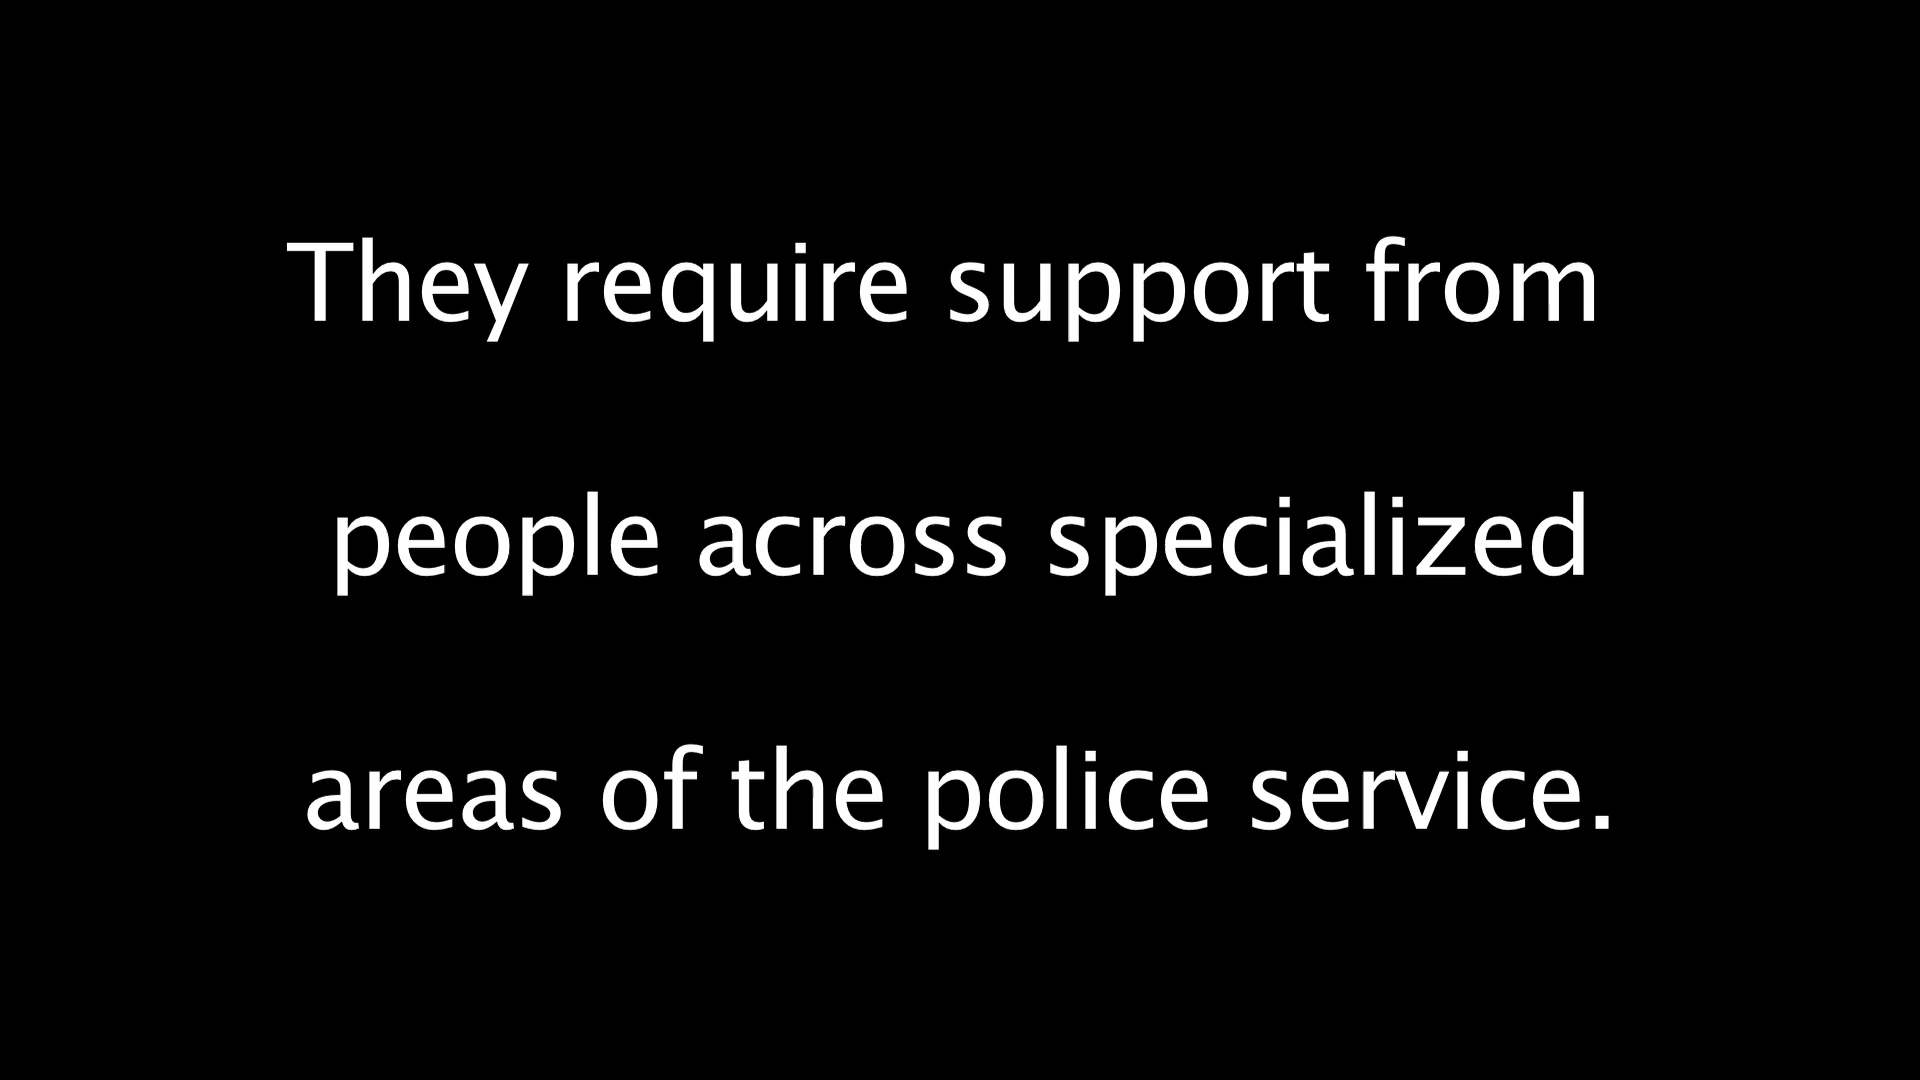 They require support from
people across specialized
areas of the police service.